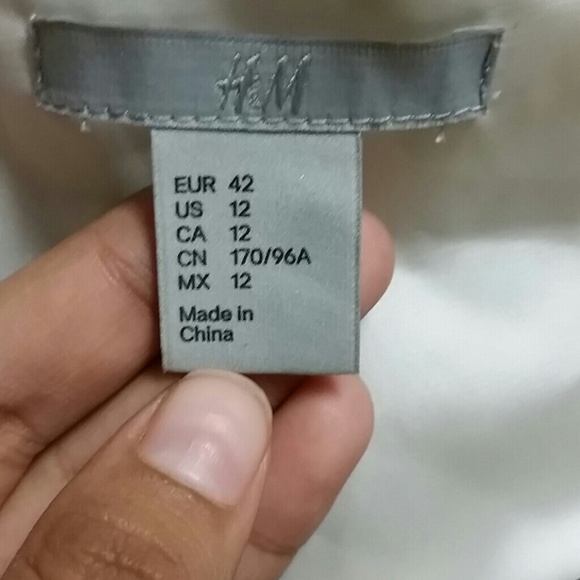 H&M
EUR 42
US 12
CA 12
CN 170/96A
MX 12
Made in
China